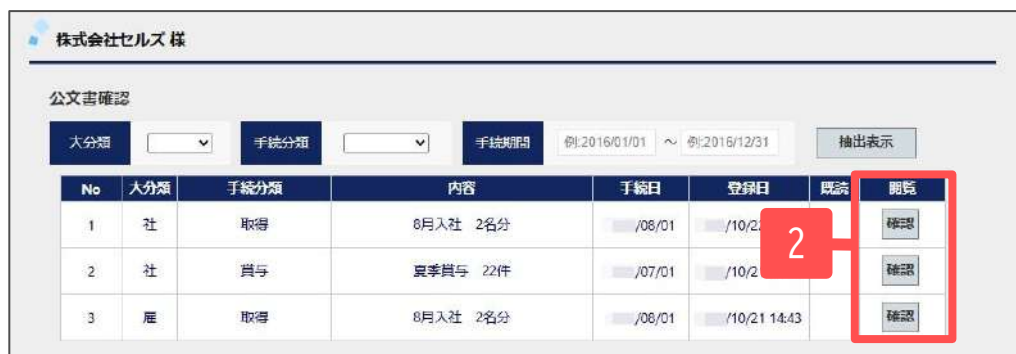 株式会社セルズ 様
公文書確認
大分類 手続分類 手続期間 例:2016/01/01 ～ 例:2016/12/31 抽出表示
No 大分類 手続分類 内容 手続日 登録日 既読 閲覧
1 社 取得 8月入社 2名分 /08/01 /10/2 確認
2
2 社 賞与 夏季賞与 22件 /07/01 /10/2 確認
3 雇 取得 8月入社 2名分 /08/01 /10/21 14:43 確認